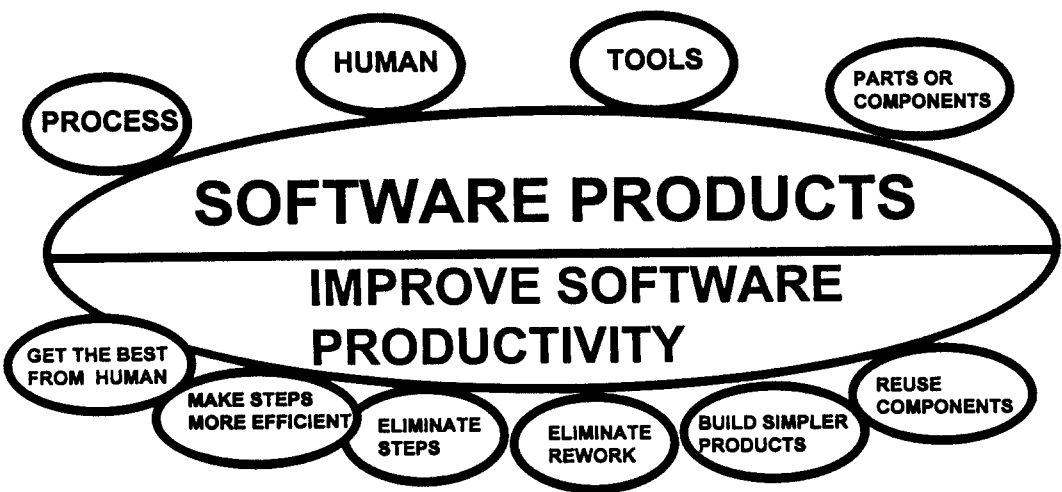 PROCESS
HUMAN
TOOLS
PARTS OR
COMPONENTS
SOFTWARE PRODUCTS
IMPROVE SOFTWARE
PRODUCTIVITY
GET THE BEST
FROM HUMAN
MAKE STEPS
MORE EFFICIENT
ELIMINATE
STEPS
ELIMINATE
REWORK
BUILD SIMPLER
PRODUCTS
REUSE
COMPONENTS